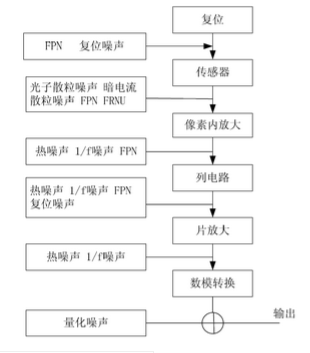 复位
FPN 复位噪声
传感器
光子散粒噪声 暗电流
散粒噪声 FPN FRNU
像素内放大
热噪声 1/f噪声 FPN
列电路
热噪声 1/f噪声 FPN
复位噪声
片放大
热噪声 1/f噪声
数模转换
量化噪声
输出